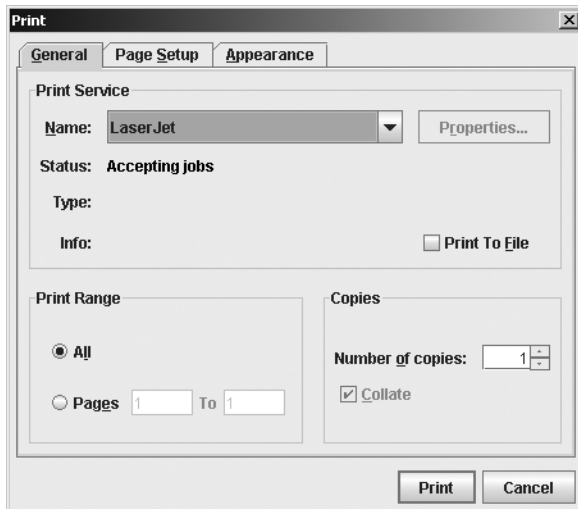 Print
General Page Setup Appearance
Print Service
Name: LaserJet Properties...
Status: Accepting jobs
Type:
Info: Print To File
Print Range Copies
All
Number of copies: 1
Pages 1 To 1
Collate
Print Cancel